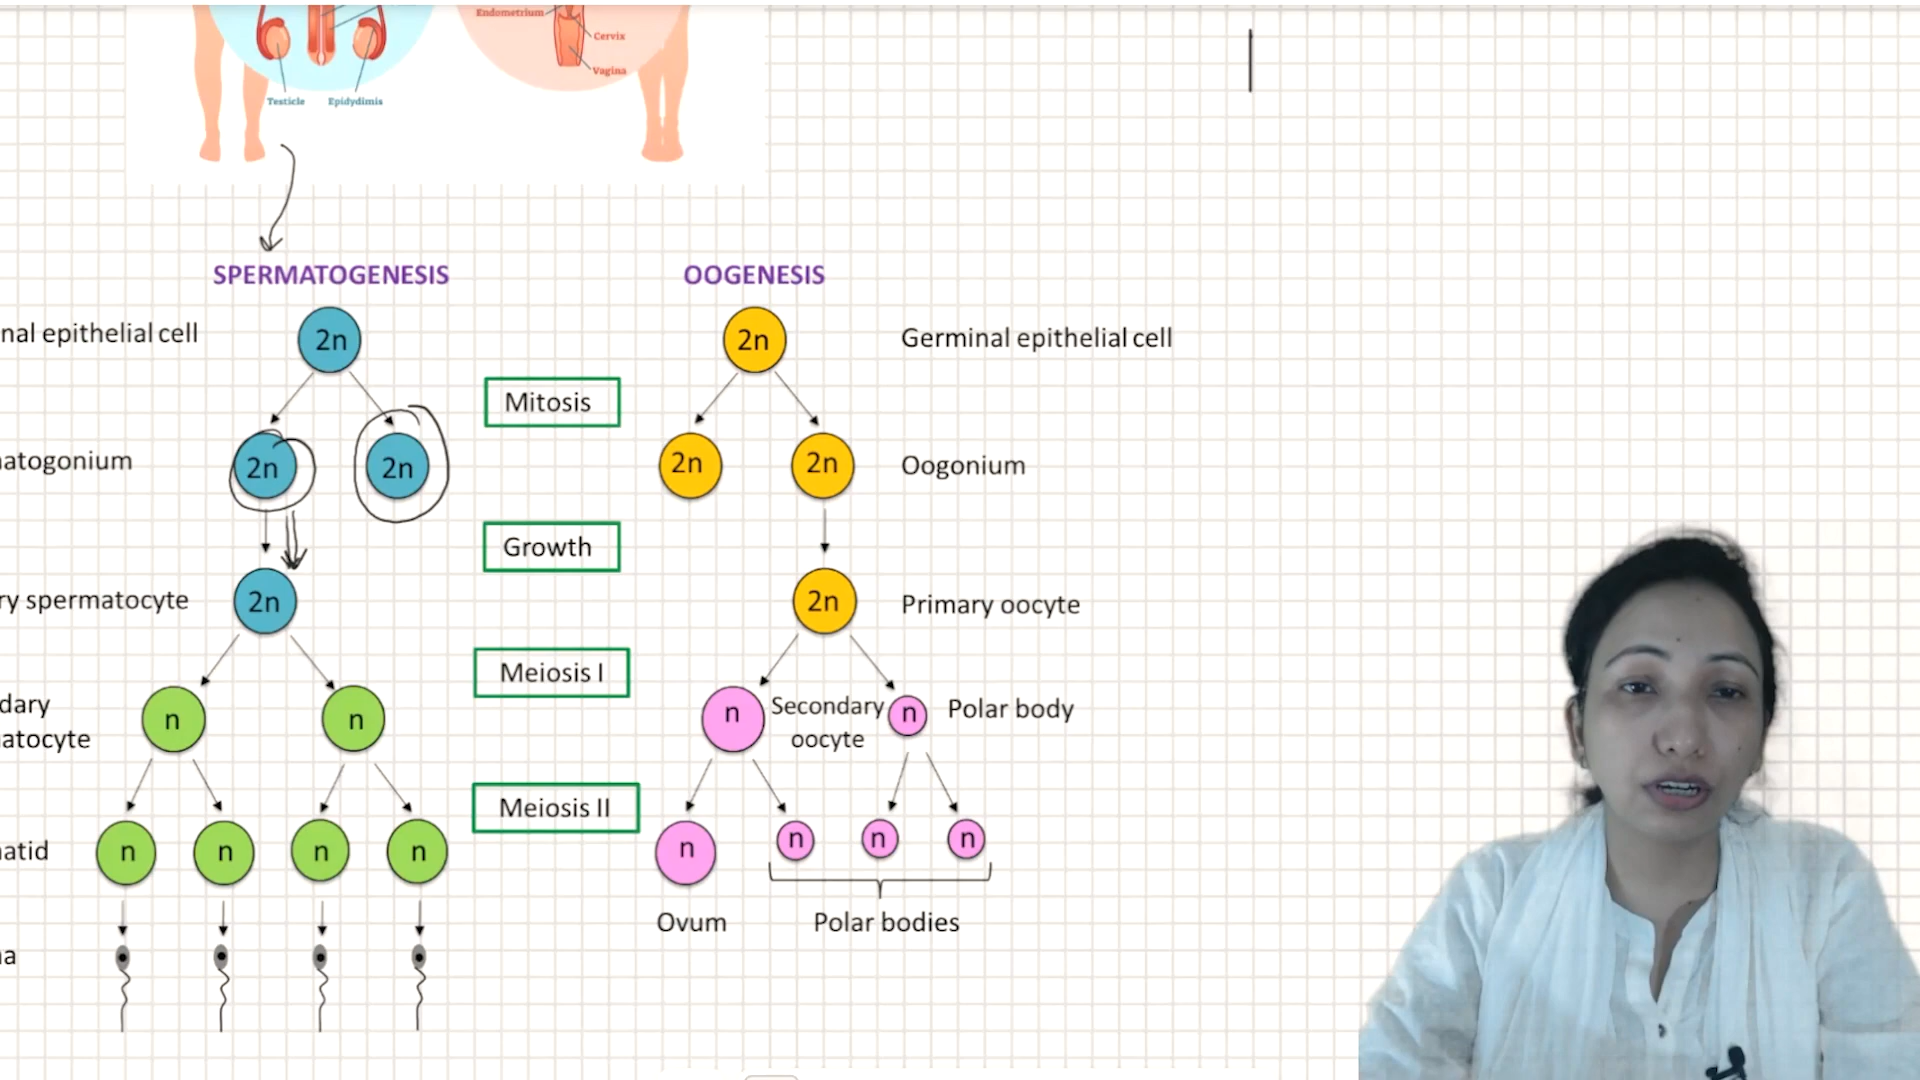 Endometrium
Cervix
Vagina
Testicle Epidydimis
SPERMATOGENESIS OOGENESIS
nal epithelial cell 2n 2n Germinal epithelial cell
Mitosis
atogonium 2n 2n 2n 2n Oogonium
Growth
ry spermatocyte 2n 2n Primary oocyte
Meiosis I
dary n n n Secondary n Polar body
atocyte oocyte
Meiosis II
atid n n n n n n n n
Ovum Polar bodies
a